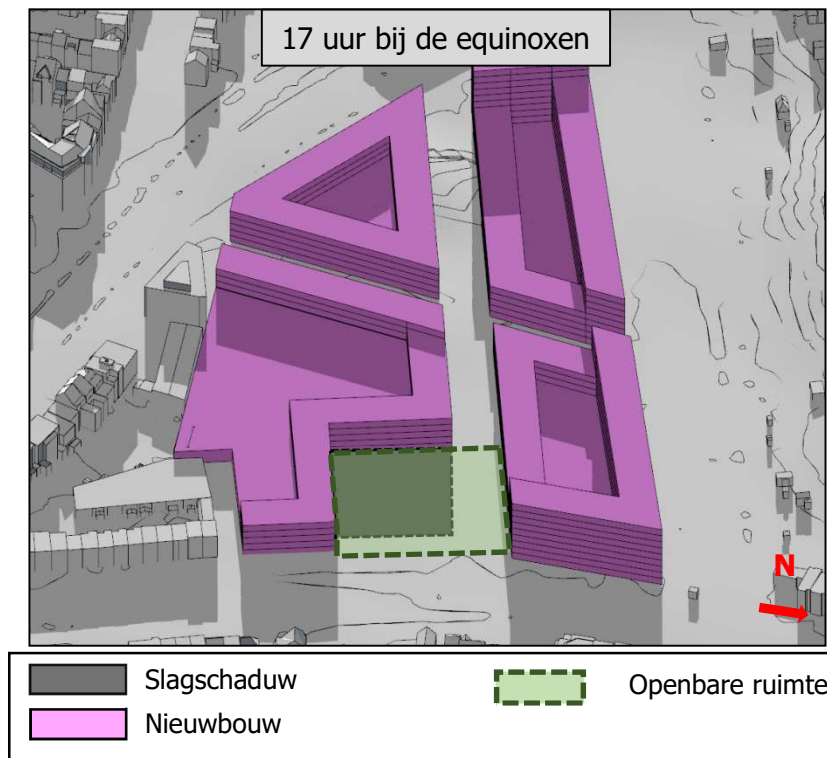 17 uur bij de equinoxen
N
Slagschaduw
Openbare ruimte
Nieuwbouw